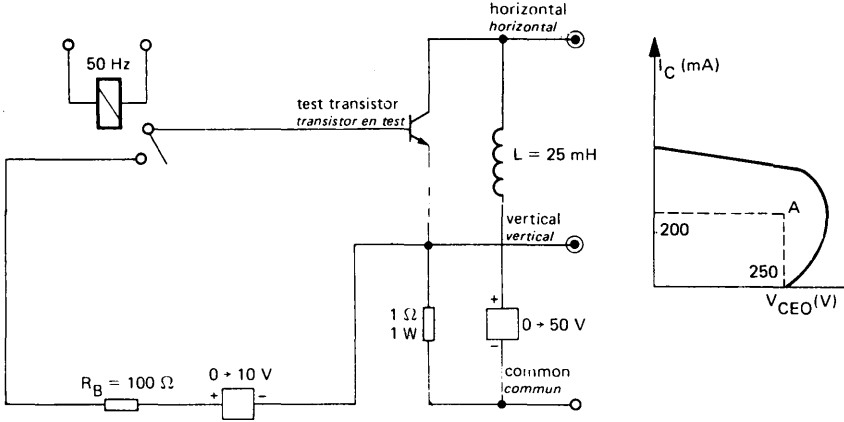 horizontal
horizontal
50 Hz
test transistor
transistor en test
L = 25 mH
vertical
vertical
1 Ω
1 W
+
0 → 50 V
−
common
commun
R_B = 100 Ω
0 → 10 V
+
−
I_C (mA)
A
200
250
V_CEO (V)